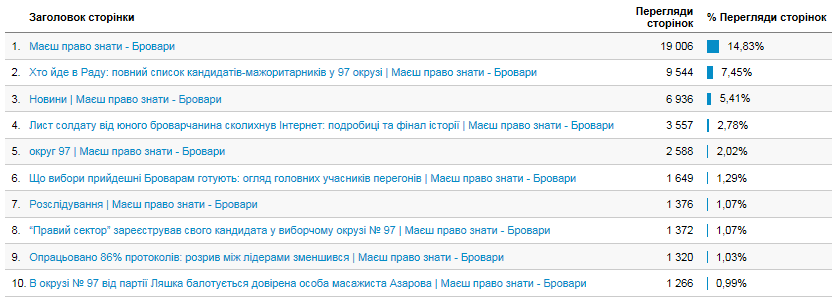 Заголовок сторінки Перегляди сторінок % Перегляди сторінок
1. Маєш право знати - Бровари 19 006 14,83%
2. Хто йде в Раду: повний список кандидатів-мажоритарників у 97 окрузі | Маєш право знати - Бровари 9 544 7,45%
3. Новини | Маєш право знати - Бровари 6 936 5,41%
4. Лист солдату від юного броварчанина сколихнув Інтернет: подробиці та фінал історії | Маєш право знати - Бровари 3 557 2,78%
5. округ 97 | Маєш право знати - Бровари 2 588 2,02%
6. Що вибори прийдешні Броварам готують: огляд головних учасників перегонів | Маєш право знати - Бровари 1 649 1,29%
7. Розслідування | Маєш право знати - Бровари 1 376 1,07%
8. “Правий сектор” зареєстрував свого кандидата у виборчому окрузі № 97 | Маєш право знати - Бровари 1 372 1,07%
9. Опрацьовано 86% протоколів: розрив між лідерами зменшився | Маєш право знати - Бровари 1 320 1,03%
10. В окрузі № 97 від партії Ляшка балотується довірена особа масажиста Азарова | Маєш право знати - Бровари 1 266 0,99%